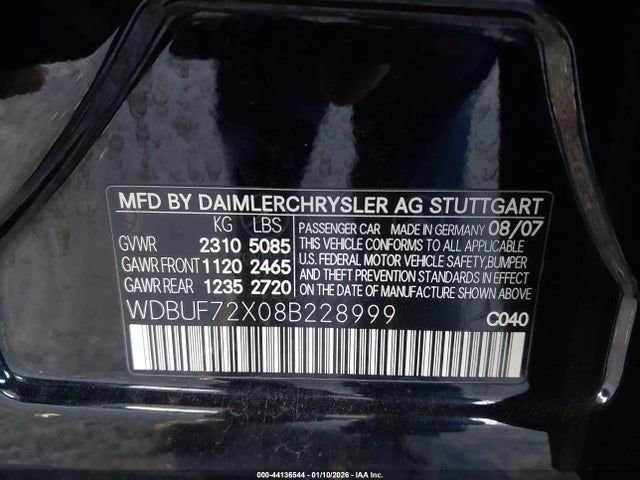 MFD BY DAIMLERCHRYSLER AG STUTTGART
KG LBS
GVWR 2310 5085
GAWR FRONT 1120 2465
GAWR REAR 1235 2720
PASSENGER CAR MADE IN GERMANY 08/07
THIS VEHICLE CONFORMS TO ALL APPLICABLE
U.S. FEDERAL MOTOR VEHICLE SAFETY, BUMPER
AND THEFT PREVENTION STANDARDS IN EFFECT
ON THE DATE OF MANUFACTURE SHOWN ABOVE.
WDBUF72X08B228999 C040
000-44136544 - 01/10/2026 - IAA Inc.